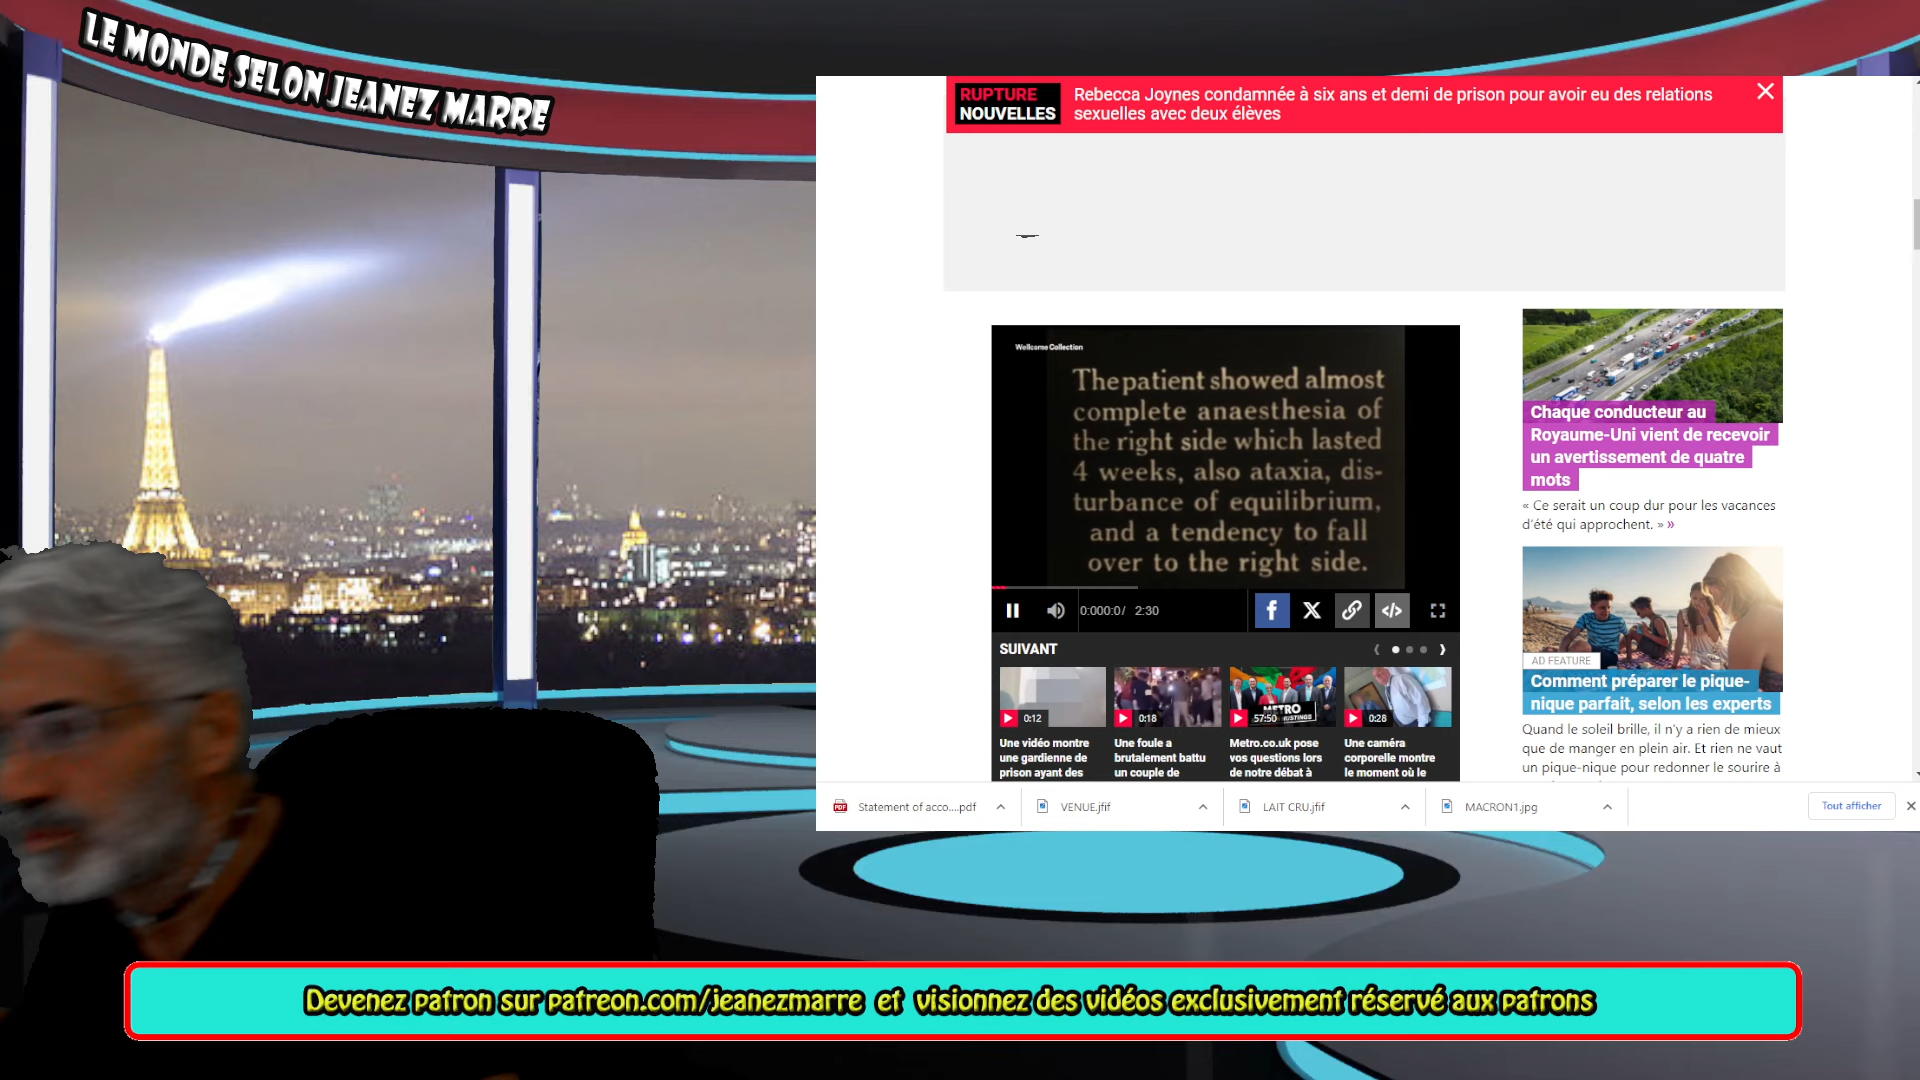 LE MONDE SELON JEANEZ MARRE
RUPTURE
NOUVELLES
Rebecca Joynes condamnée à six ans et demi de prison pour avoir eu des relations
sexuelles avec deux élèves
Wellcome Collection
The patient showed almost
complete anaesthesia of
the right side which lasted
4 weeks, also ataxia, dis-
turbance of equilibrium,
and a tendency to fall
over to the right side.
0:000:0/ 2:30
SUIVANT
0:12
Une vidéo montre
une gardienne de
prison ayant des
0:18
Une foule a
brutalement battu
un couple de
METRO
57:50
Metro.co.uk pose
vos questions lors
de notre débat à
0:28
Une caméra
corporelle montre
le moment où le
Chaque conducteur au
Royaume-Uni vient de recevoir
un avertissement de quatre
mots
« Ce serait un coup dur pour les vacances
d'été qui approchent. » »
AD FEATURE
Comment préparer le pique-
nique parfait, selon les experts
Quand le soleil brille, il n'y a rien de mieux
que de manger en plein air. Et rien ne vaut
un pique-nique pour redonner le sourire à
Statement of acco....pdf
VENUE.jfif
LAIT CRU.jfif
MACRON1.jpg
Tout afficher
Devenez patron sur patreon.com/jeanezmarre et visionnez des vidéos exclusivement réservé aux patrons